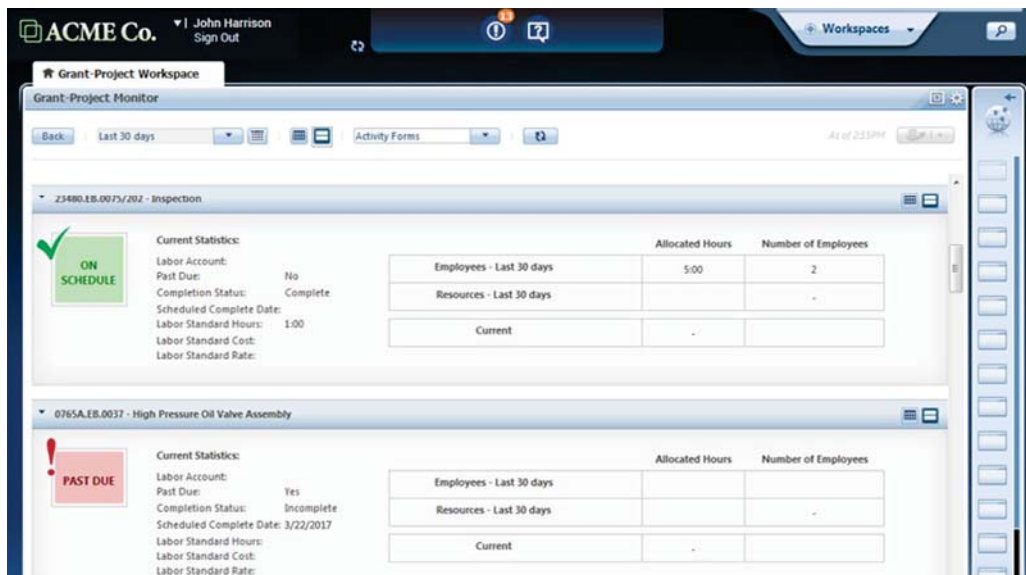 ACME Co.
John Harrison
Sign Out
13
Workspaces
Grant-Project Workspace
Grant-Project Monitor
Back
Last 30 days
Activity Forms
As of 2:53PM
23480.EB.0075/202 - Inspection
ON
SCHEDULE
Current Statistics:
Labor Account:
Past Due: No
Completion Status: Complete
Scheduled Complete Date:
Labor Standard Hours: 1:00
Labor Standard Cost:
Labor Standard Rate:
Allocated Hours Number of Employees
Employees - Last 30 days 5:00 2
Resources - Last 30 days -
Current -
0765A.EB.0037 - High Pressure Oil Valve Assembly
PAST DUE
Current Statistics:
Labor Account:
Past Due: Yes
Completion Status: Incomplete
Scheduled Complete Date: 3/22/2017
Labor Standard Hours:
Labor Standard Cost:
Labor Standard Rate:
Allocated Hours Number of Employees
Employees - Last 30 days
Resources - Last 30 days -
Current -